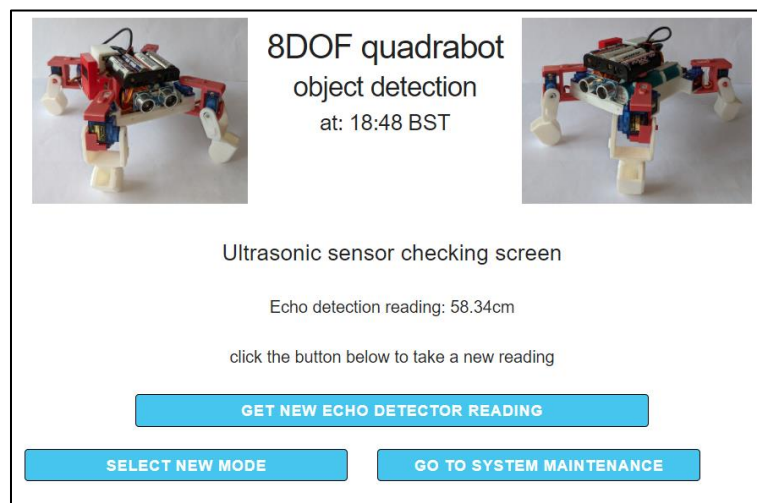 8DOF quadrabot
object detection
at: 18:48 BST
Ultrasonic sensor checking screen
Echo detection reading: 58.34cm
click the button below to take a new reading
GET NEW ECHO DETECTOR READING
SELECT NEW MODE
GO TO SYSTEM MAINTENANCE